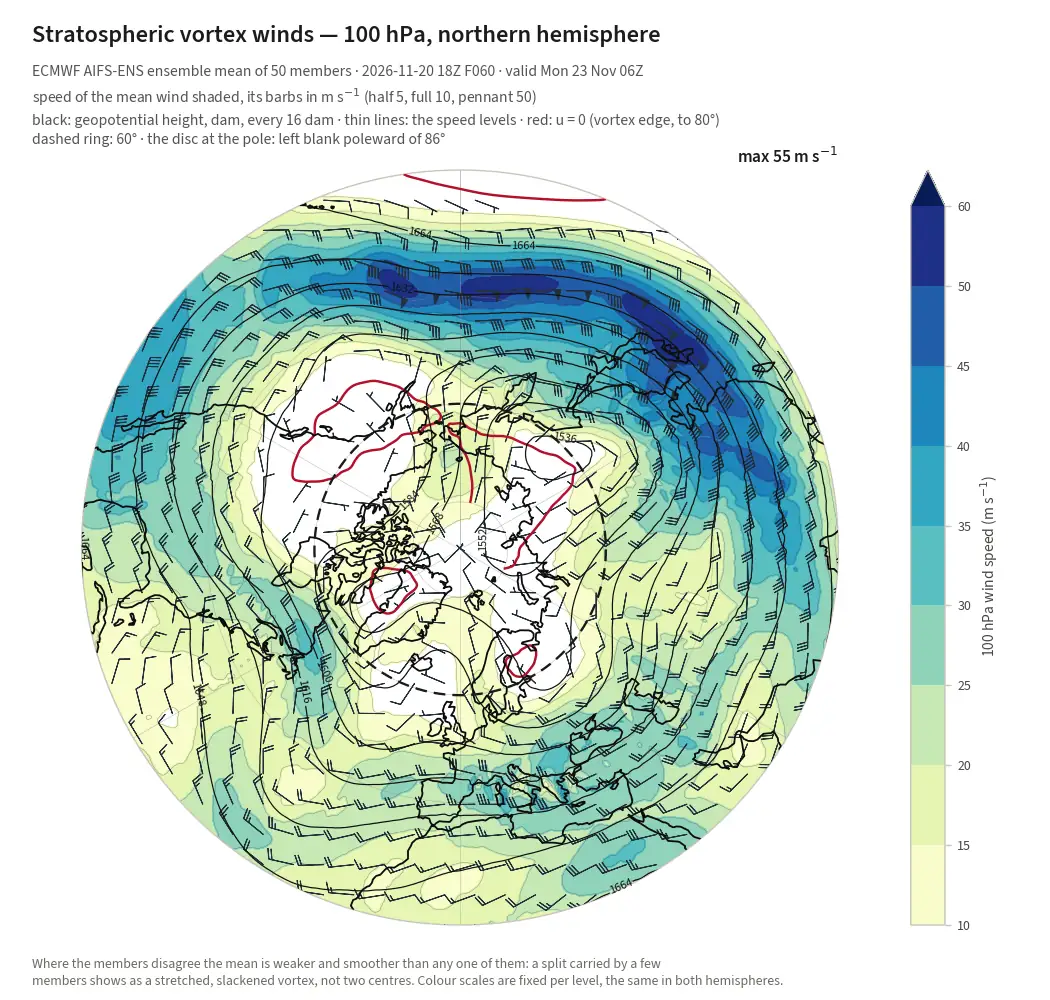 Stratospheric vortex winds — 100 hPa, northern hemisphere
ECMWF AIFS-ENS ensemble mean of 50 members · 2026-11-20 18Z F060 · valid Mon 23 Nov 06Z
speed of the mean wind shaded, its barbs in m s⁻¹ (half 5, full 10, pennant 50)
black: geopotential height, dam, every 16 dam · thin lines: the speed levels · red: u = 0 (vortex edge, to 80°)
dashed ring: 60° · the disc at the pole: left blank poleward of 86°
max 55 m s⁻¹
1664
1664
1632
1536
1584
1568
1552
1664
1600
1616
1648
1664
60
50
45
40
35
30
25
20
15
10
100 hPa wind speed (m s⁻¹)
Where the members disagree the mean is weaker and smoother than any one of them: a split carried by a few
members shows as a stretched, slackened vortex, not two centres. Colour scales are fixed per level, the same in both hemispheres.